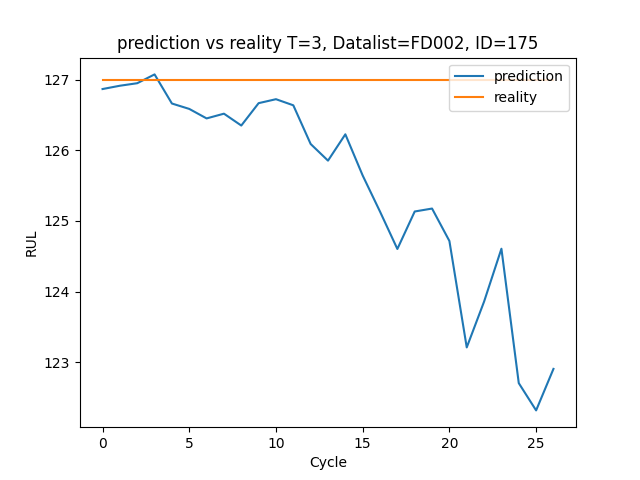 prediction vs reality T=3, Datalist=FD002, ID=175
prediction
reality
127
126
125
124
123
RUL
0 5 10 15 20 25
Cycle